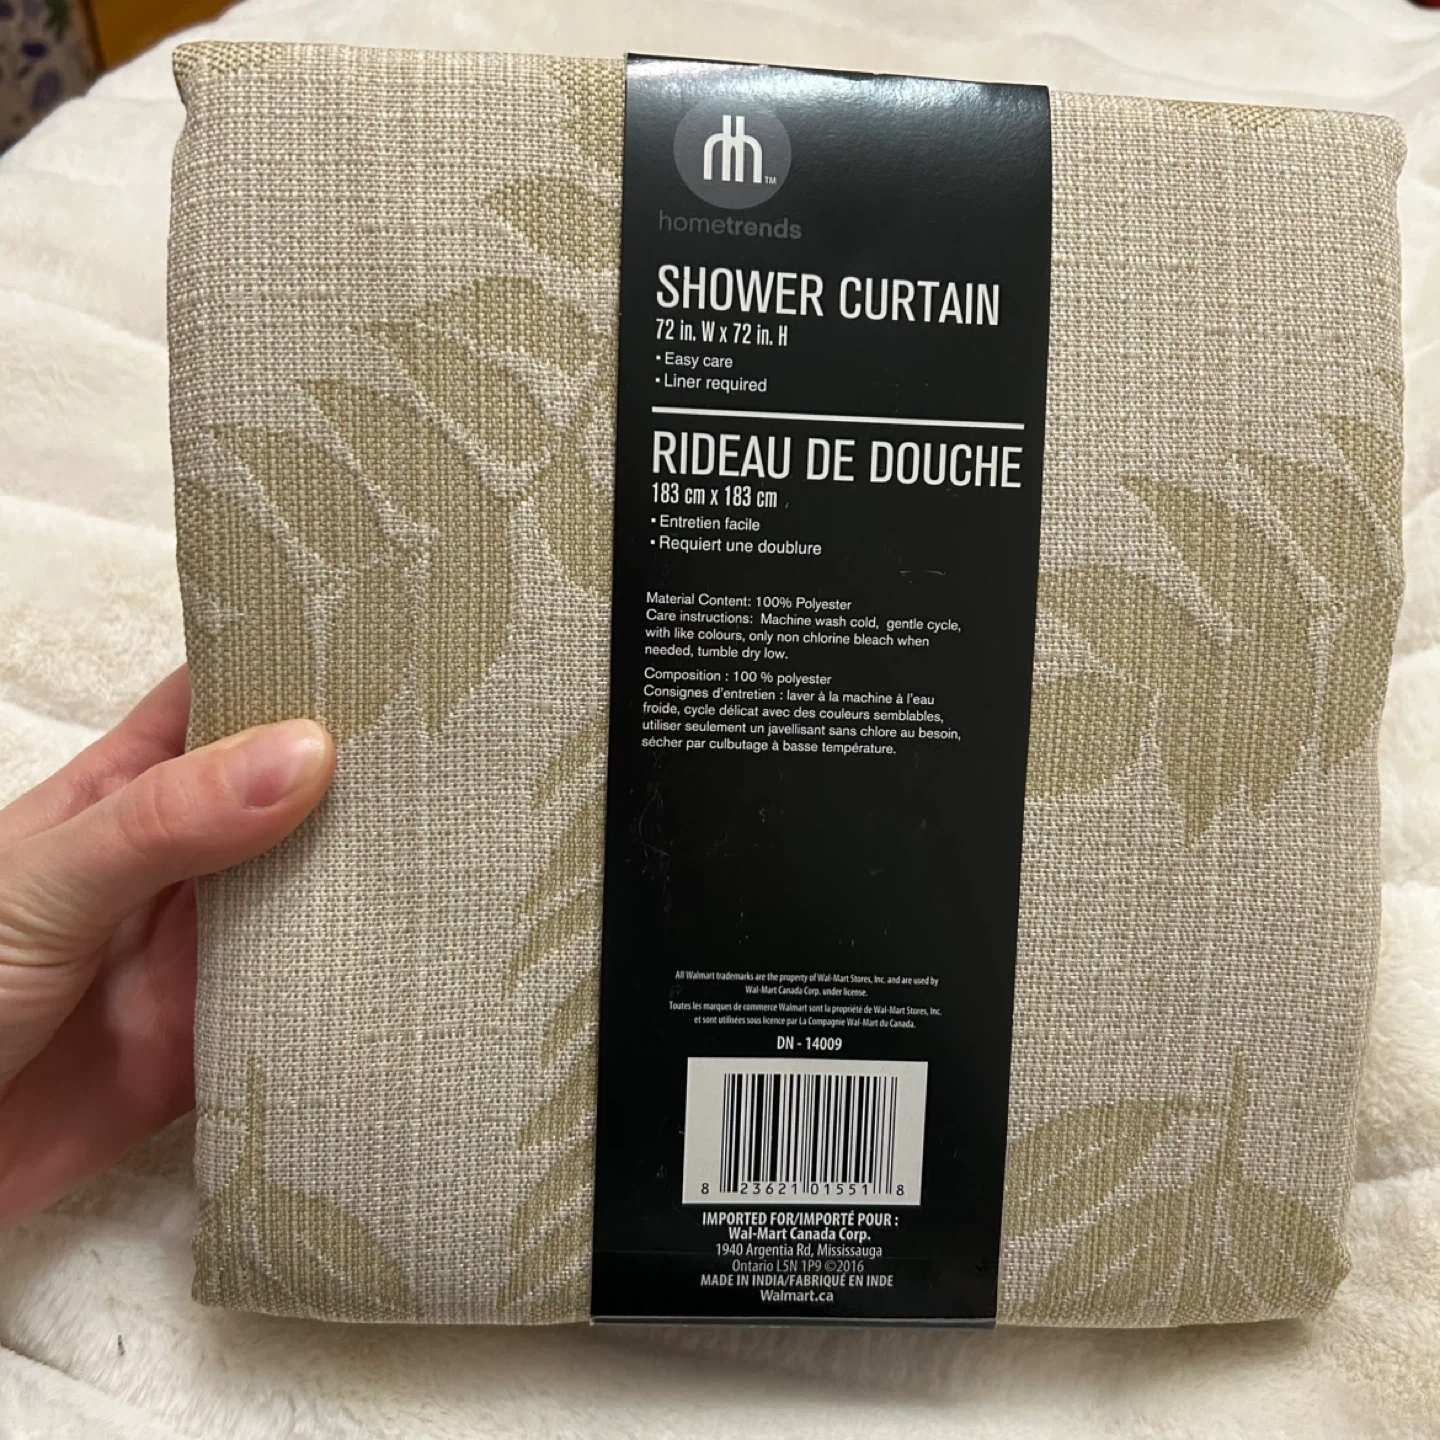 TM
hometrends
SHOWER CURTAIN
72 in. W x 72 in. H
• Easy care
• Liner required
RIDEAU DE DOUCHE
183 cm x 183 cm
• Entretien facile
• Requiert une doublure
Material Content: 100% Polyester
Care instructions: Machine wash cold, gentle cycle,
with like colours, only non chlorine bleach when
needed, tumble dry low.
Composition : 100 % polyester
Consignes d'entretien : laver à la machine à l'eau
froide, cycle délicat avec des couleurs semblables,
utiliser seulement un javellisant sans chlore au besoin,
sécher par culbutage à basse température.
All Walmart trademarks are the property of Wal-Mart Stores, Inc. and are used by
Wal-Mart Canada Corp. under license.
Toutes les marques de commerce Walmart sont la propriété de Wal-Mart Stores, Inc.
et sont utilisées sous licence par La Compagnie Wal-Mart du Canada.
DN - 14009
8 23621 01551 8
IMPORTED FOR/IMPORTÉ POUR :
Wal-Mart Canada Corp.
1940 Argentia Rd, Mississauga
Ontario L5N 1P9 ©2016
MADE IN INDIA/FABRIQUÉ EN INDE
Walmart.ca